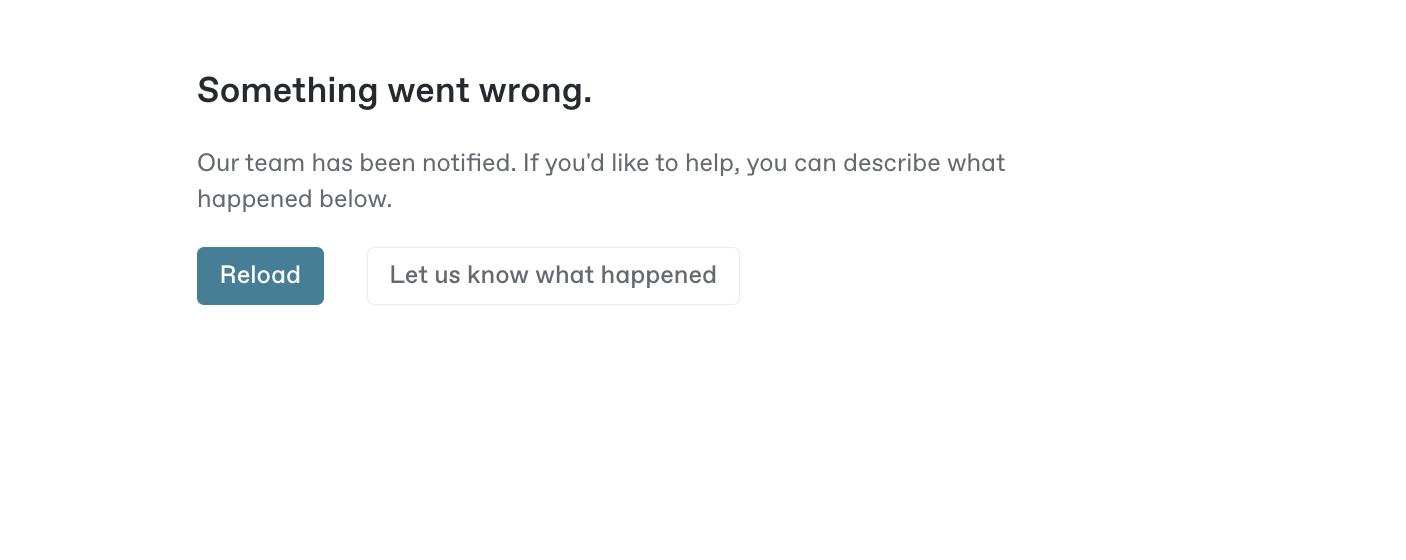 Something went wrong.
Our team has been notified. If you'd like to help, you can describe what
happened below.
Reload
Let us know what happened